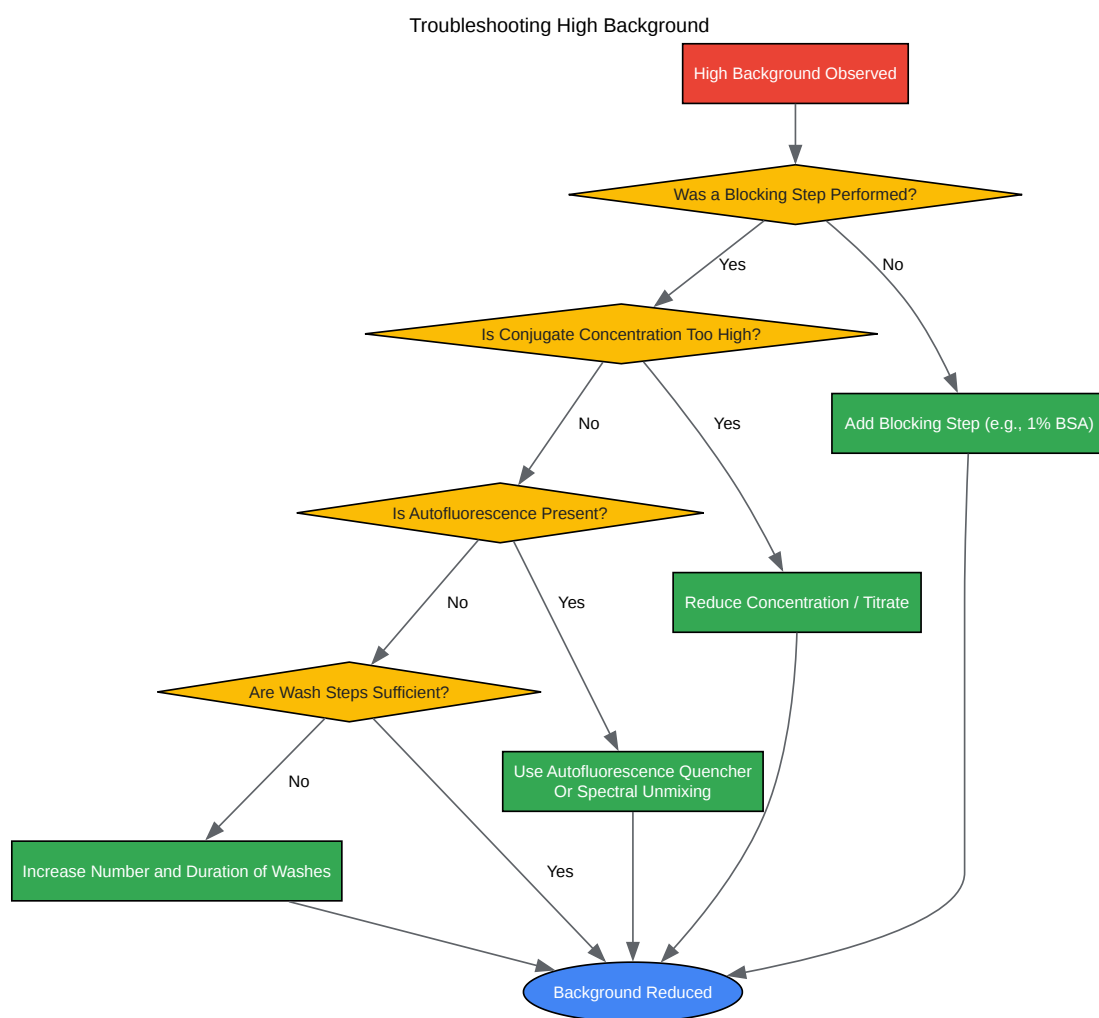 Troubleshooting High Background
High Background Observed
Was a Blocking Step Performed?
Yes
No
Is Conjugate Concentration Too High?
Add Blocking Step (e.g., 1% BSA)
No
Yes
Is Autofluorescence Present?
Reduce Concentration / Titrate
No
Yes
Are Wash Steps Sufficient?
Use Autofluorescence Quencher
Or Spectral Unmixing
No
Yes
Increase Number and Duration of Washes
Background Reduced